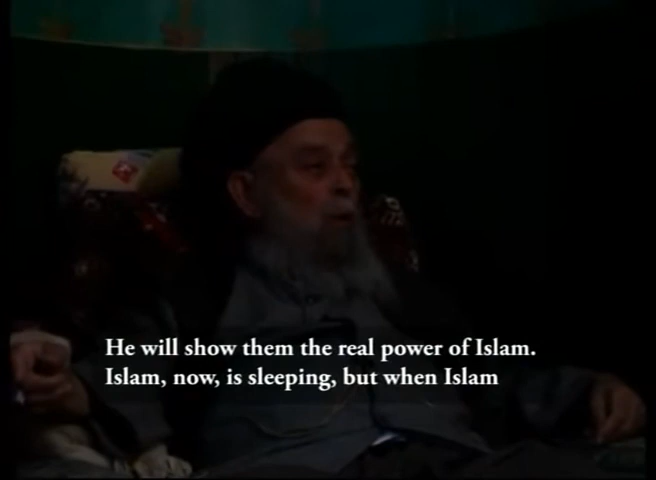 He will show them the real power of Islam.
Islam, now, is sleeping, but when Islam